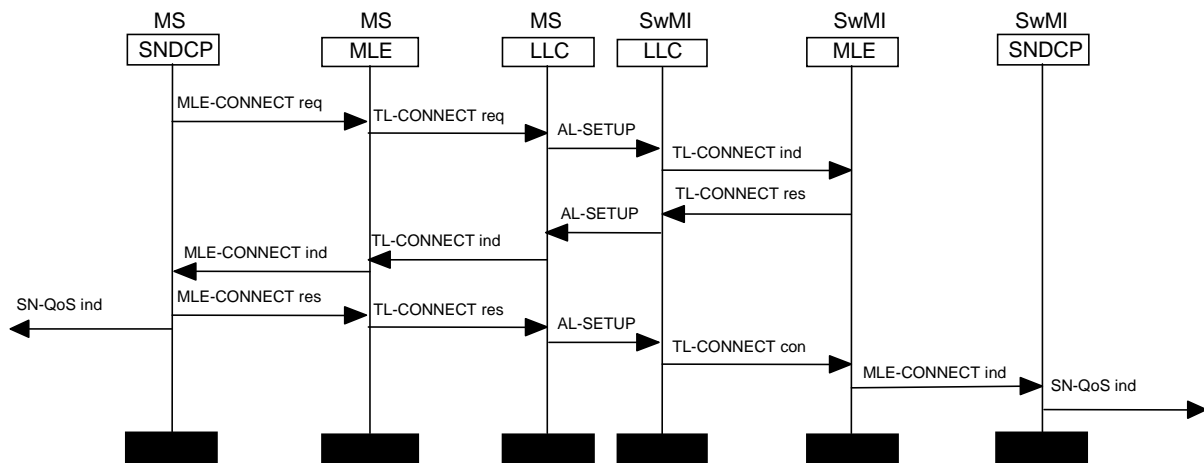 MS MS MS SwMI SwMI SwMI
SNDCP MLE LLC LLC MLE SNDCP
MLE-CONNECT req
TL-CONNECT req
AL-SETUP
TL-CONNECT ind
TL-CONNECT res
AL-SETUP
TL-CONNECT ind
MLE-CONNECT ind
MLE-CONNECT res
SN-QoS ind
TL-CONNECT res
AL-SETUP
TL-CONNECT con
MLE-CONNECT ind
SN-QoS ind